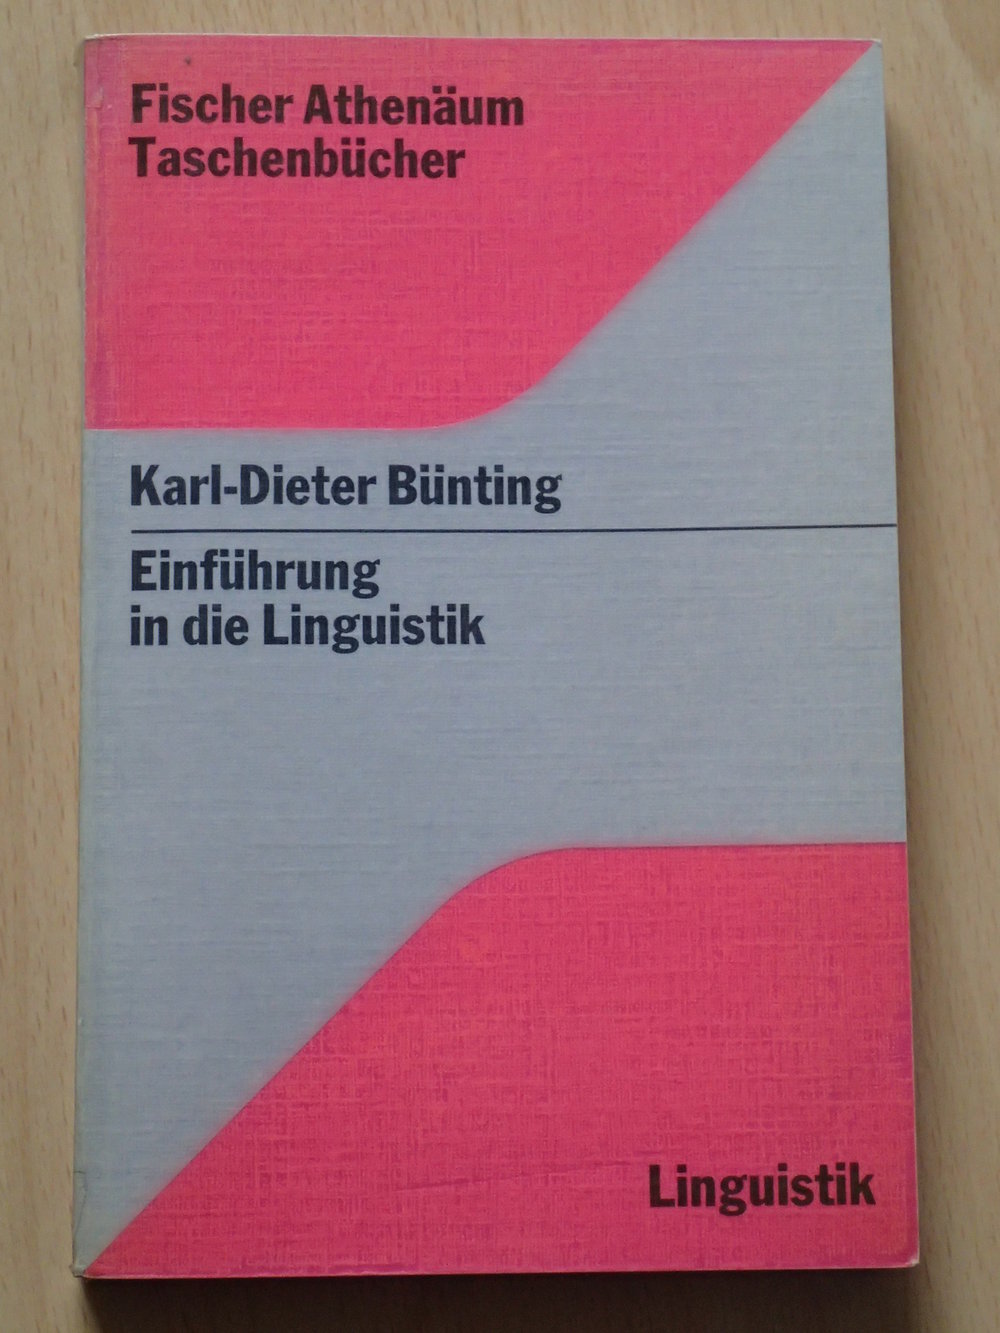 Fischer Athenäum
Taschenbücher
Karl-Dieter Bünting
Einführung
in die Linguistik
Linguistik